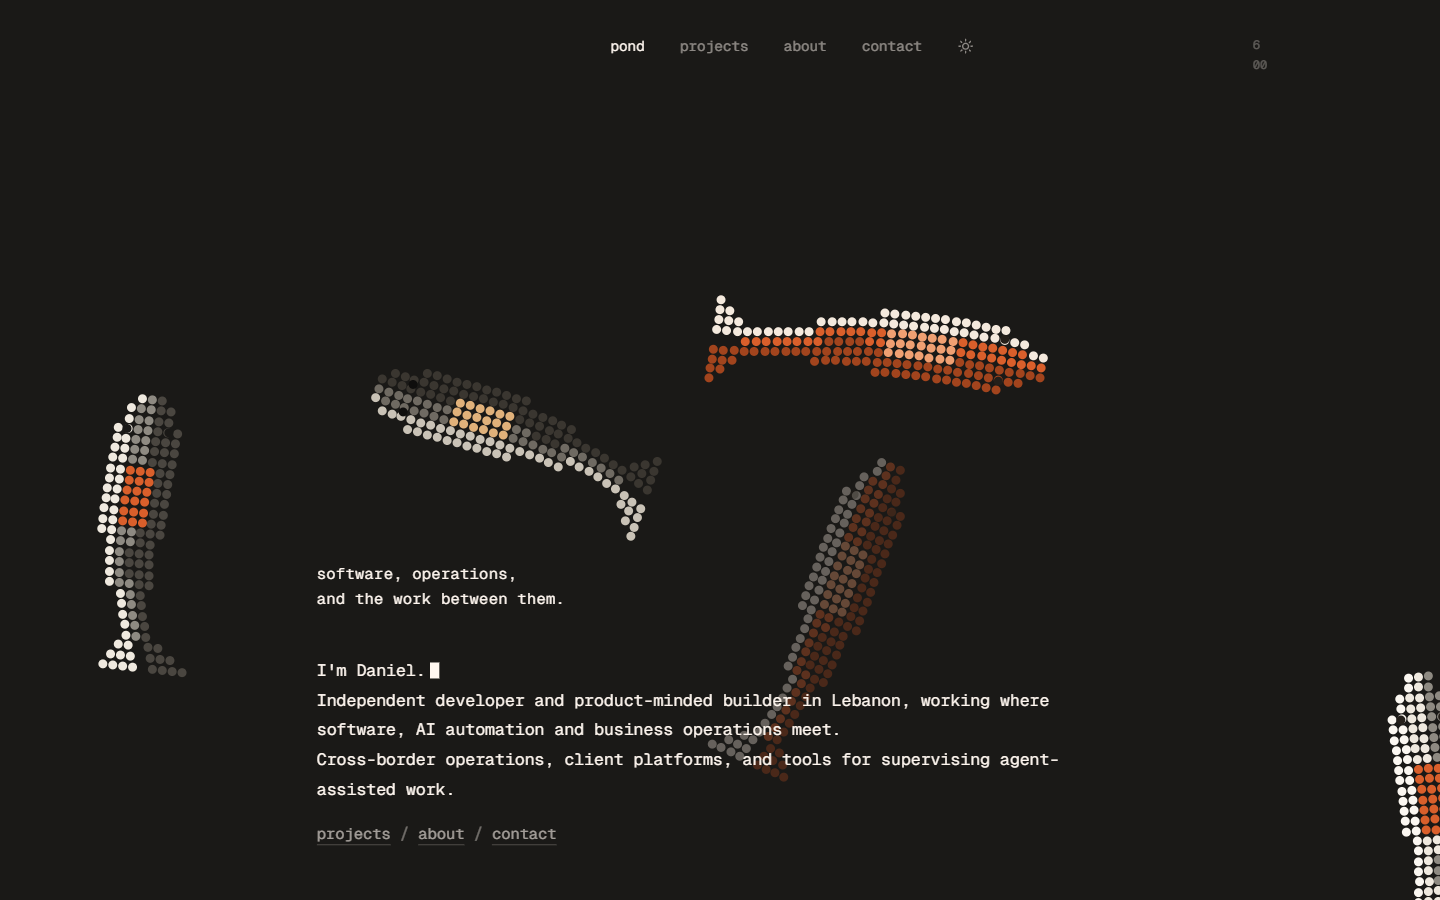 pond projects about contact
6
00
software, operations,
and the work between them.
I'm Daniel.
Independent developer and product-minded builder in Lebanon, working where
software, AI automation and business operations meet.
Cross-border operations, client platforms, and tools for supervising agent-
assisted work.
projects / about / contact